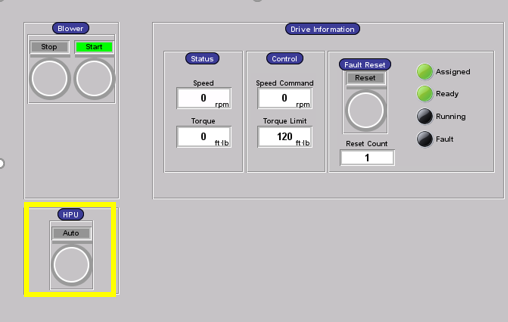 Blower
Stop Start
Drive Information
Status
Speed
0 rpm
Torque
0 ft·lb
Control
Speed Command
0 rpm
Torque Limit
120 ft·lb
Fault Reset
Reset
Reset Count
1
Assigned
Ready
Running
Fault
HPU
Auto